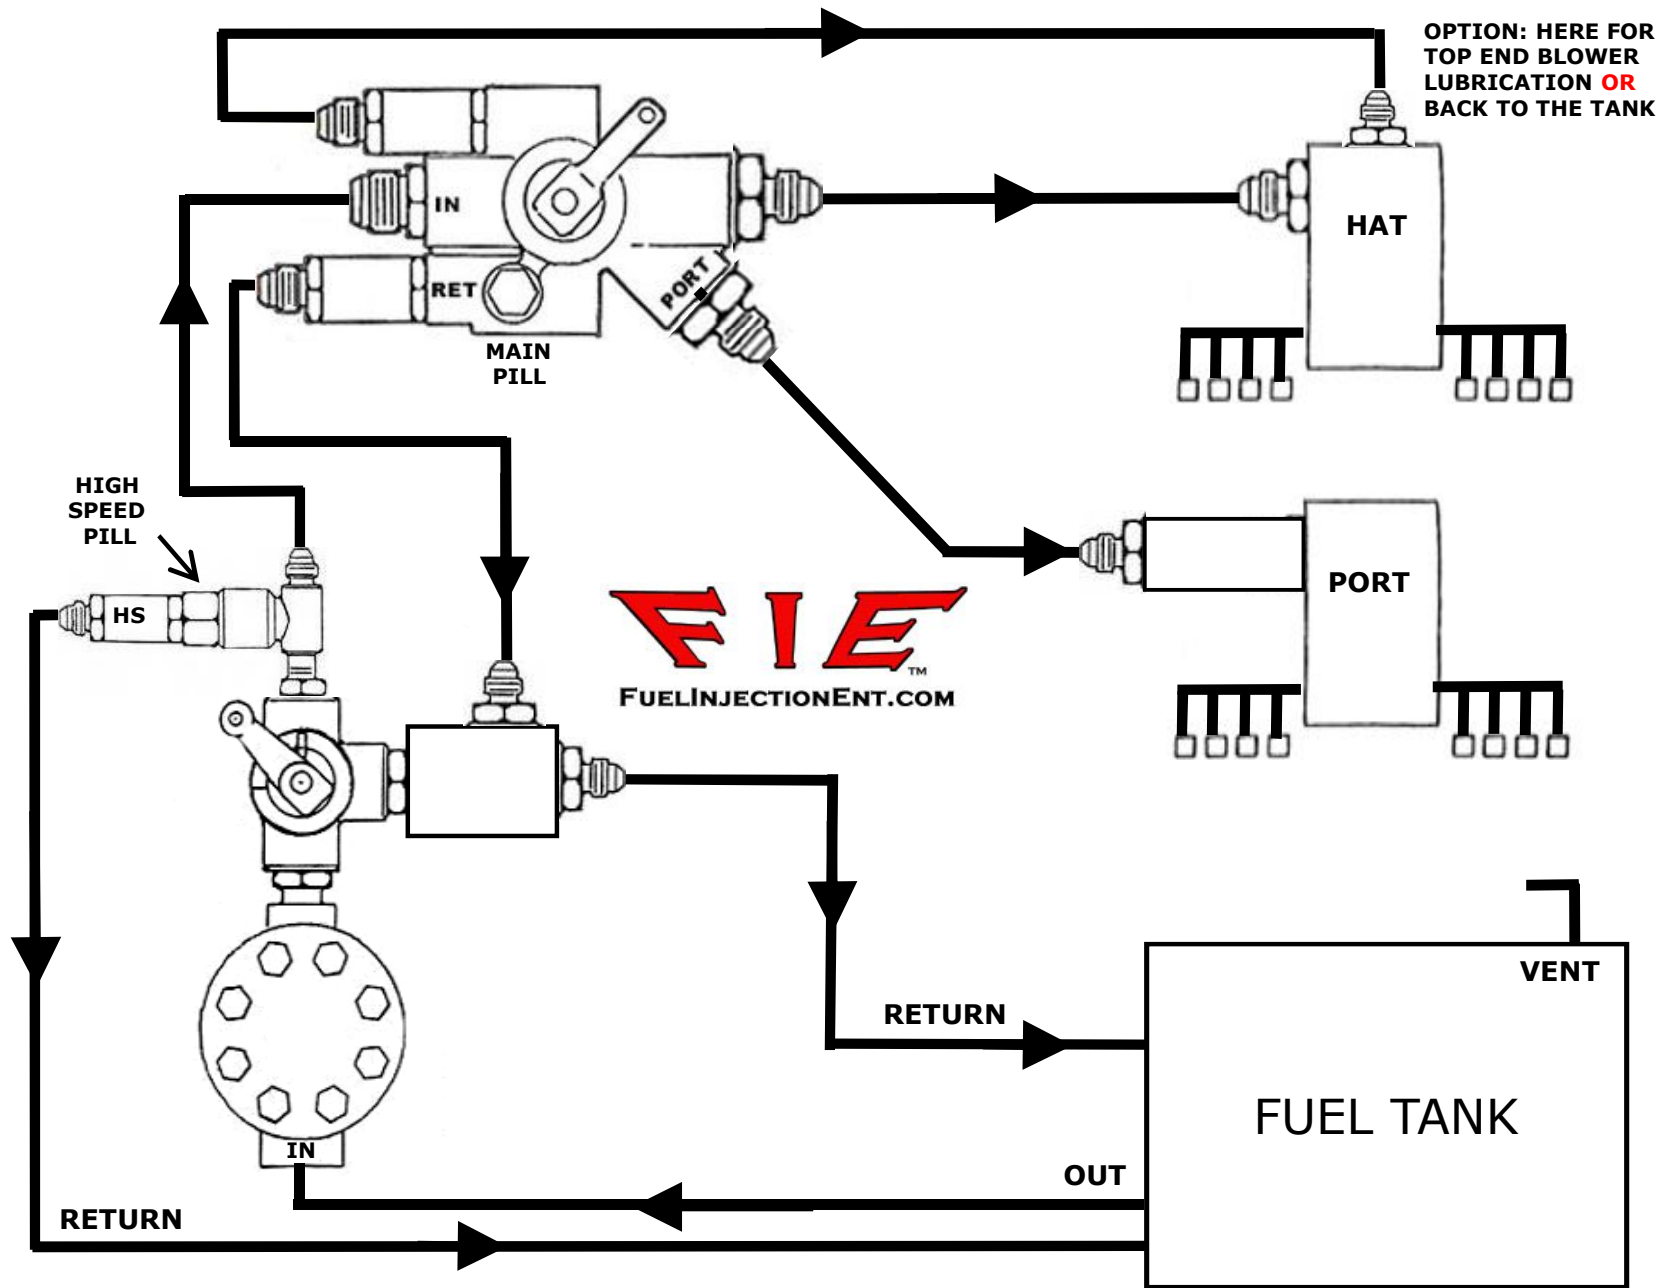 OPTION: HERE FOR
TOP END BLOWER
LUBRICATION OR
BACK TO THE TANK
IN
HAT
RET
PORT
MAIN
PILL
HIGH
SPEED
PILL
HS
PORT
FIE™
FUELINJECTIONENT.COM
VENT
RETURN
FUEL TANK
IN
OUT
RETURN